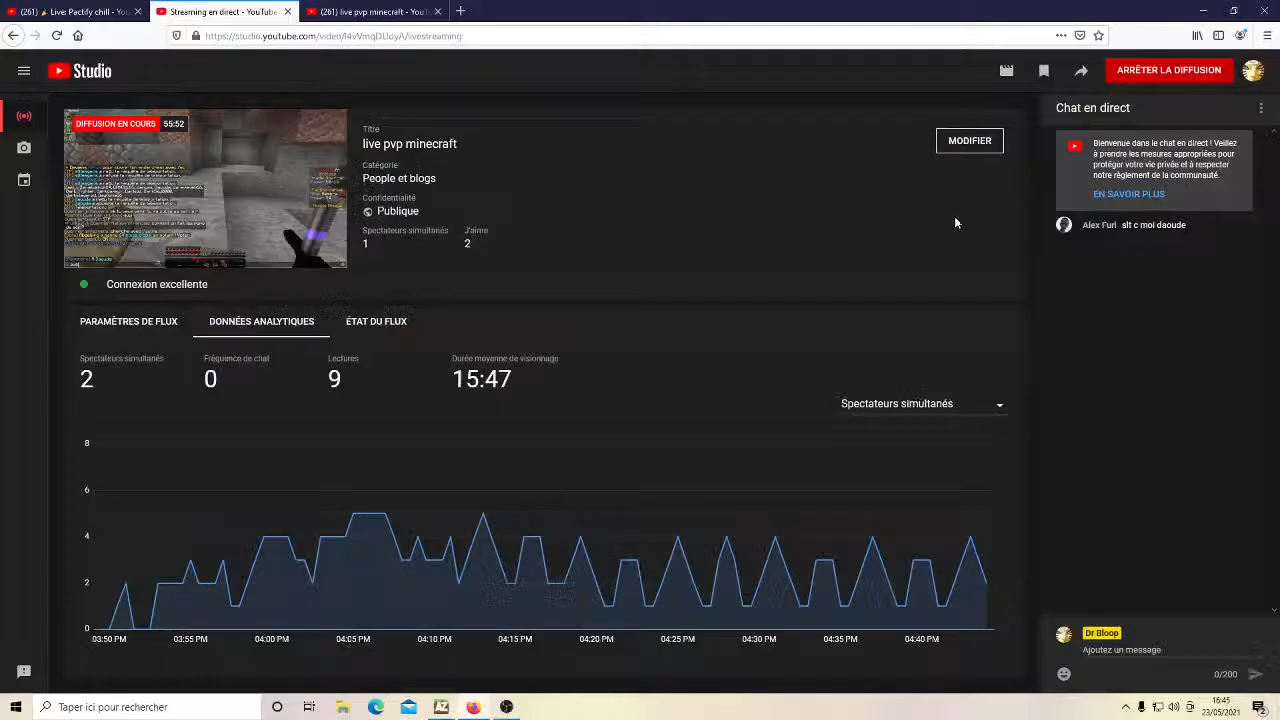 (261) Live: Pactify chill - You
Streaming en direct - YouTube
(261) live pvp minecraft - YouT
https://studio.youtube.com/video/l4vVmqDUdyA/livestreaming
Studio
ARRÊTER LA DIFFUSION
DIFFUSION EN COURS 55:52
Titre
live pvp minecraft
MODIFIER
Catégorie
People et blogs
Confidentialité
Publique
Spectateurs simultanés J'aime
1 2
Connexion excellente
PARAMÈTRES DE FLUX DONNÉES ANALYTIQUES ÉTAT DU FLUX
Spectateurs simultanés Fréquence de chat Lectures Durée moyenne de visionnage
2 0 9 15:47
Spectateurs simultanés
8
6
4
2
0
03:50 PM 03:55 PM 04:00 PM 04:05 PM 04:10 PM 04:15 PM 04:20 PM 04:25 PM 04:30 PM 04:35 PM 04:40 PM
Chat en direct
Bienvenue dans le chat en direct ! Veillez
à prendre les mesures appropriées pour
protéger votre vie privée et à respecter
notre règlement de la communauté.
EN SAVOIR PLUS
Alex Furi slt c moi daoude
Dr Bloop
Ajoutez un message
0/200
Taper ici pour rechercher
16:45
23/05/2021
2